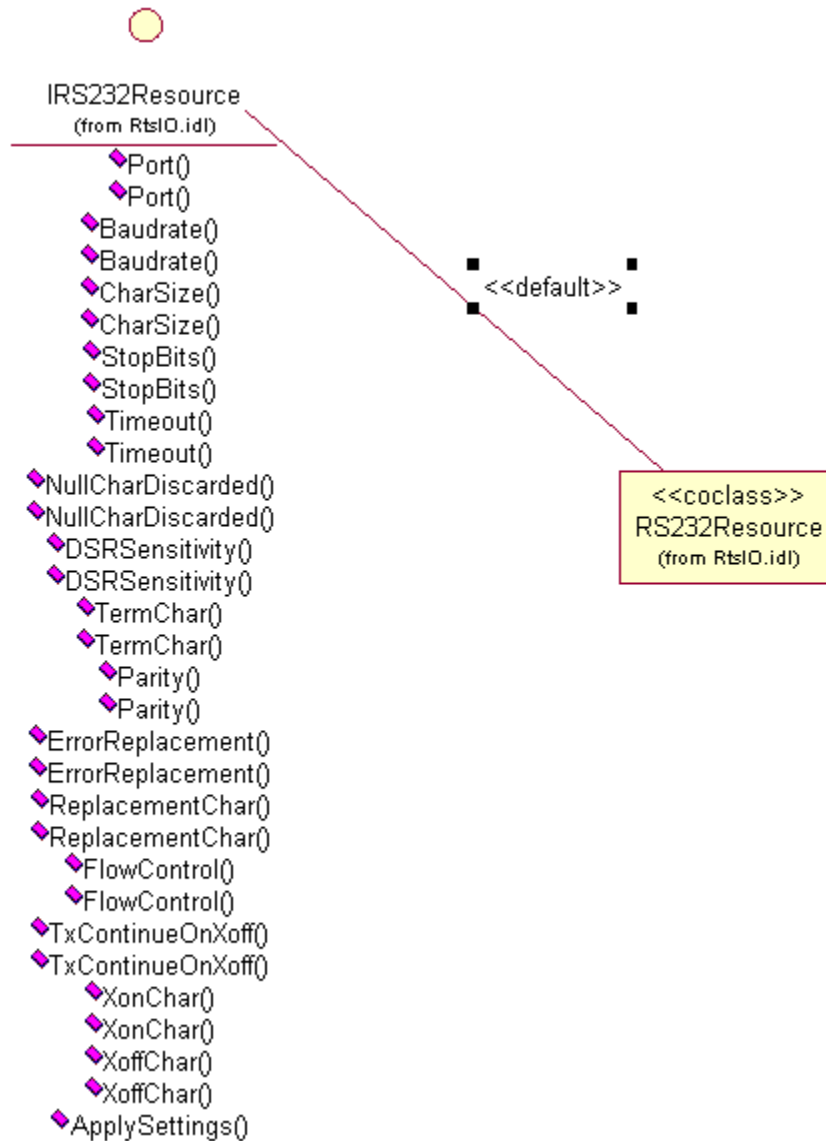 IRS232Resource
(from RtsIO.idl)
Port()
Port()
Baudrate()
Baudrate()
CharSize()
CharSize()
StopBits()
StopBits()
Timeout()
Timeout()
NullCharDiscarded()
NullCharDiscarded()
DSRSensitivity()
DSRSensitivity()
TermChar()
TermChar()
Parity()
Parity()
ErrorReplacement()
ErrorReplacement()
ReplacementChar()
ReplacementChar()
FlowControl()
FlowControl()
TxContinueOnXoff()
TxContinueOnXoff()
XonChar()
XonChar()
XoffChar()
XoffChar()
ApplySettings()
<<default>>
<<coclass>>
RS232Resource
(from RtsIO.idl)